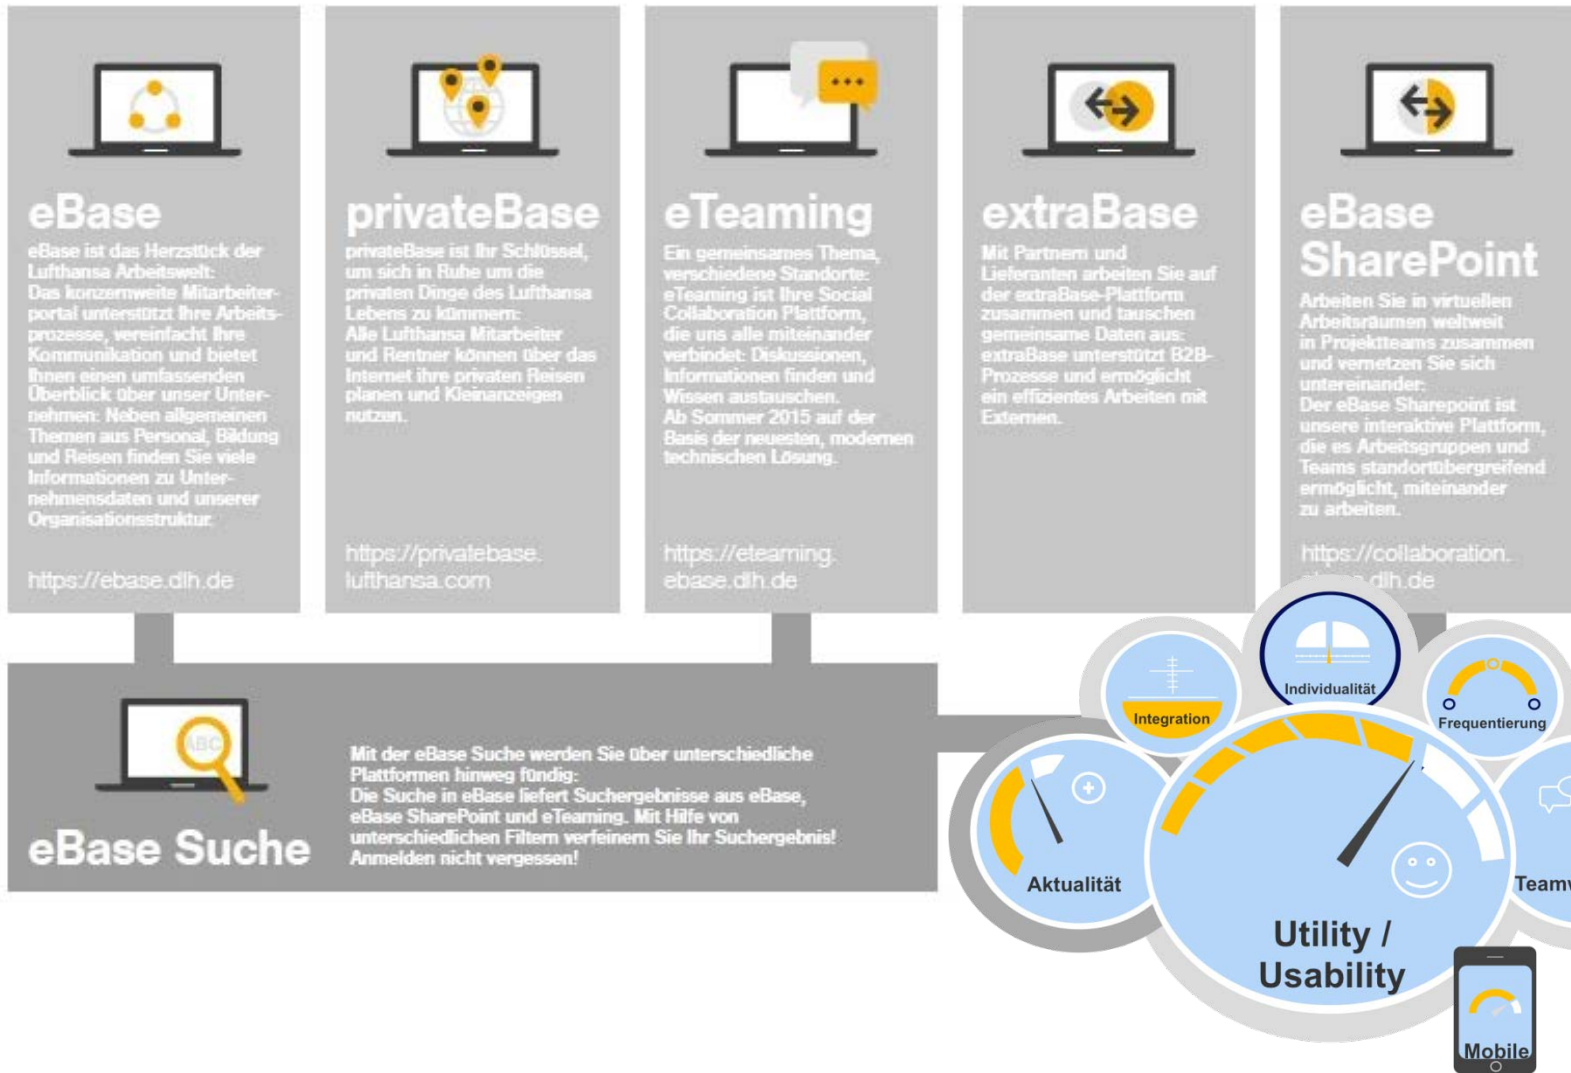 eBase
eBase ist das Herzstück der
Lufthansa Arbeitswelt:
Das konzernweite Mitarbeiter-
portal unterstützt Ihre Arbeits-
prozesse, vereinfacht Ihre
Kommunikation und bietet
Ihnen einen umfassenden
Überblick über unser Unter-
nehmen: Neben allgemeinen
Themen aus Personal, Bildung
und Reisen finden Sie viele
Informationen zu Unter-
nehmensdaten und unserer
Organisationsstruktur.
https://ebase.dlh.de
privateBase
privateBase ist Ihr Schlüssel,
um sich in Ruhe um die
privaten Dinge des Lufthansa
Lebens zu kümmern:
Alle Lufthansa Mitarbeiter
und Rentner können über das
Internet ihre privaten Reisen
planen und Kleinanzeigen
nutzen.
https://privatebase.
lufthansa.com
eTeaming
Ein gemeinsames Thema,
verschiedene Standorte:
eTeaming ist Ihre Social
Collaboration Plattform,
die uns alle miteinander
verbindet: Diskussionen,
Informationen finden und
Wissen austauschen.
Ab Sommer 2015 auf der
Basis der neuesten, modernen
technischen Lösung.
https://eteaming.
ebase.dlh.de
extraBase
Mit Partnern und
Lieferanten arbeiten Sie auf
der extraBase-Plattform
zusammen und tauschen
gemeinsame Daten aus:
extraBase unterstützt B2B-
Prozesse und ermöglicht
ein effizientes Arbeiten mit
Externen.
eBase
SharePoint
Arbeiten Sie in virtuellen
Arbeitsräumen weltweit
in Projektteams zusammen
und vernetzen Sie sich
untereinander:
Der eBase Sharepoint ist
unsere interaktive Plattform,
die es Arbeitsgruppen und
Teams standortübergreifend
ermöglicht, miteinander
zu arbeiten.
https://collaboration.
dlh.de
ABC
eBase Suche
Mit der eBase Suche werden Sie über unterschiedliche
Plattformen hinweg fündig:
Die Suche in eBase liefert Suchergebnisse aus eBase,
eBase SharePoint und eTeaming. Mit Hilfe von
unterschiedlichen Filtern verfeinern Sie Ihr Suchergebnis!
Anmelden nicht vergessen!
Individualität
Integration
Frequentierung
Aktualität
Utility /
Usability
Mobile